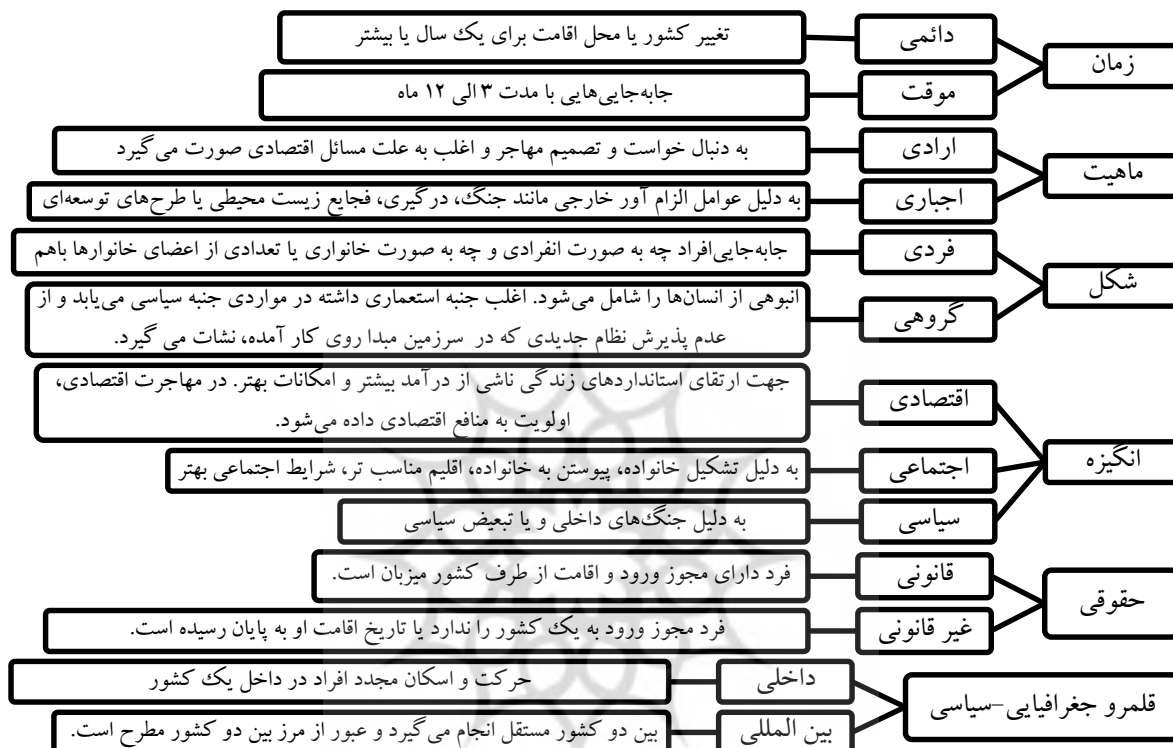 زمان
دائمی
تغییر کشور یا محل اقامت برای یک سال یا بیشتر
موقت
جابه‌جایی‌هایی با مدت ۳ الی ۱۲ ماه
ماهیت
ارادی
به دنبال خواست و تصمیم مهاجر و اغلب به علت مسائل اقتصادی صورت می‌گیرد
اجباری
به دلیل عوامل الزام آور خارجی مانند جنگ، درگیری، فجایع زیست محیطی یا طرح‌های توسعه‌ای
شکل
فردی
جابه‌جایی‌افراد چه به صورت انفرادی و چه به صورت خانواری یا تعدادی از اعضای خانوارها باهم
گروهی
انبوهی از انسان‌ها را شامل می‌شود. اغلب جنبه استعماری داشته در مواردی جنبه سیاسی می‌یابد و از
عدم پذیرش نظام جدیدی که در سرزمین مبدا روی کار آمده، نشات می گیرد.
انگیزه
اقتصادی
جهت ارتقای استانداردهای زندگی ناشی از درآمد بیشتر و امکانات بهتر. در مهاجرت اقتصادی،
اولویت به منافع اقتصادی داده می‌شود.
اجتماعی
به دلیل تشکیل خانواده، پیوستن به خانواده، اقلیم مناسب تر، شرایط اجتماعی بهتر
سیاسی
به دلیل جنگ‌های داخلی و یا تبعیض سیاسی
حقوقی
قانونی
فرد دارای مجوز ورود و اقامت از طرف کشور میزبان است.
غیر قانونی
فرد مجوز ورود به یک کشور را ندارد یا تاریخ اقامت او به پایان رسیده است.
قلمرو جغرافیایی-سیاسی
داخلی
حرکت و اسکان مجدد افراد در داخل یک کشور
بین المللی
بین دو کشور مستقل انجام می‌گیرد و عبور از مرز بین دو کشور مطرح است.